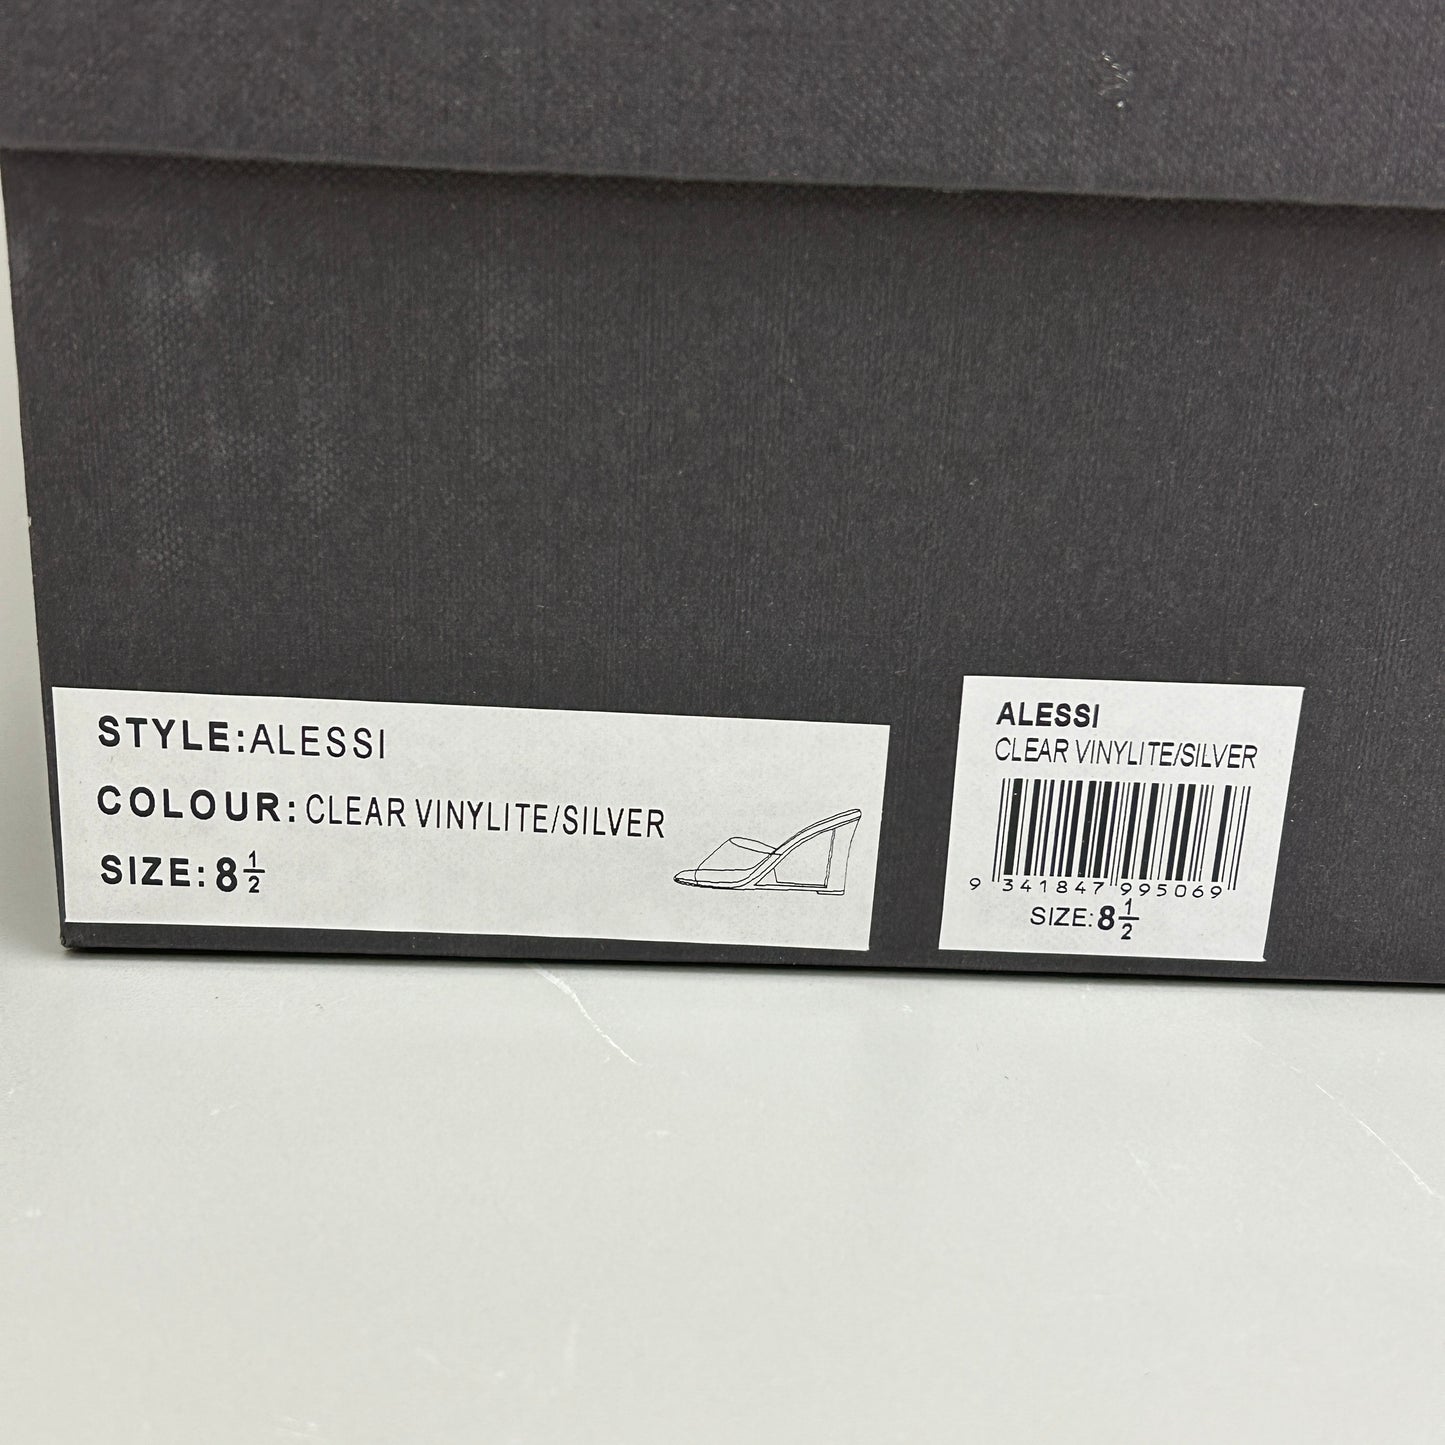 STYLE:ALESSI
COLOUR:CLEAR VINYLITE/SILVER
SIZE:8 1/2
ALESSI
CLEAR VINYLITE/SILVER
9 341847 995069
SIZE:8 1/2